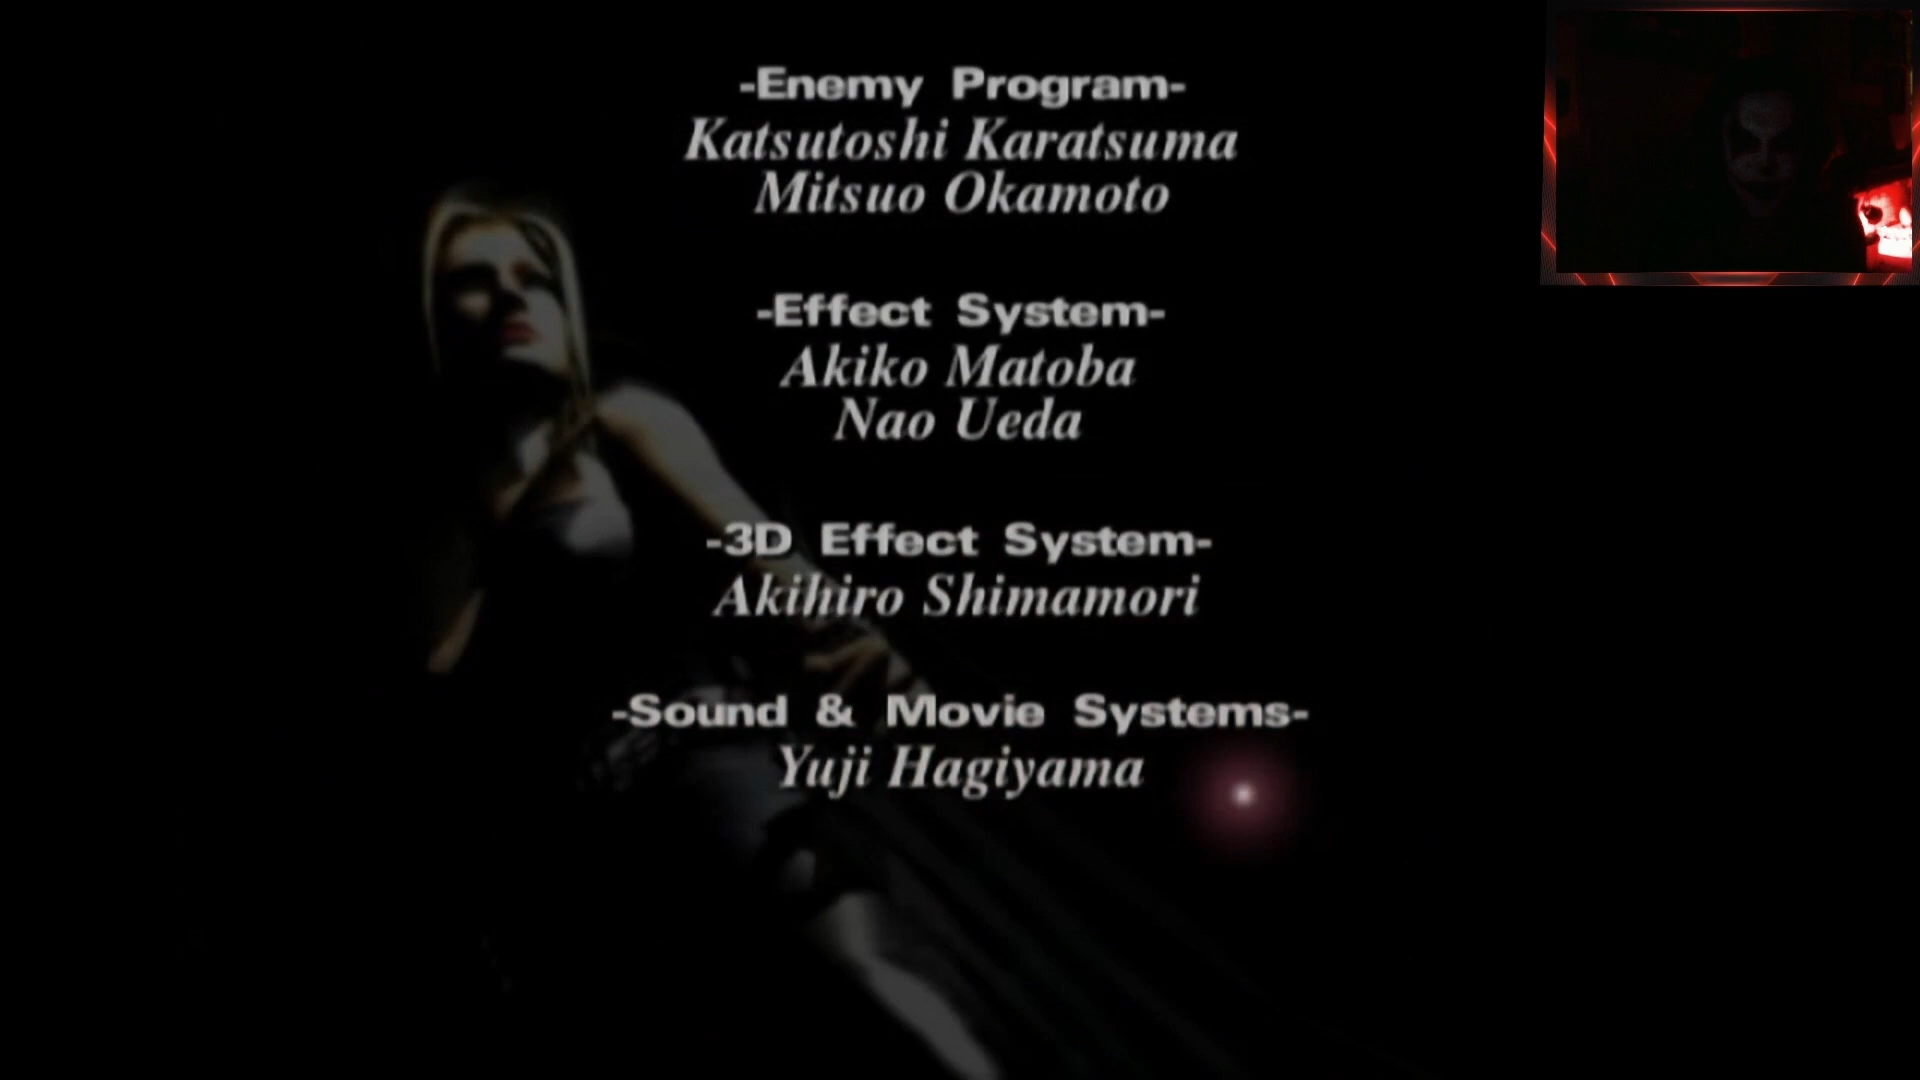 -Enemy Program-
Katsutoshi Karatsuma
Mitsuo Okamoto
-Effect System-
Akiko Matoba
Nao Ueda
-3D Effect System-
Akihiro Shimamori
-Sound & Movie Systems-
Yuji Hagiyama